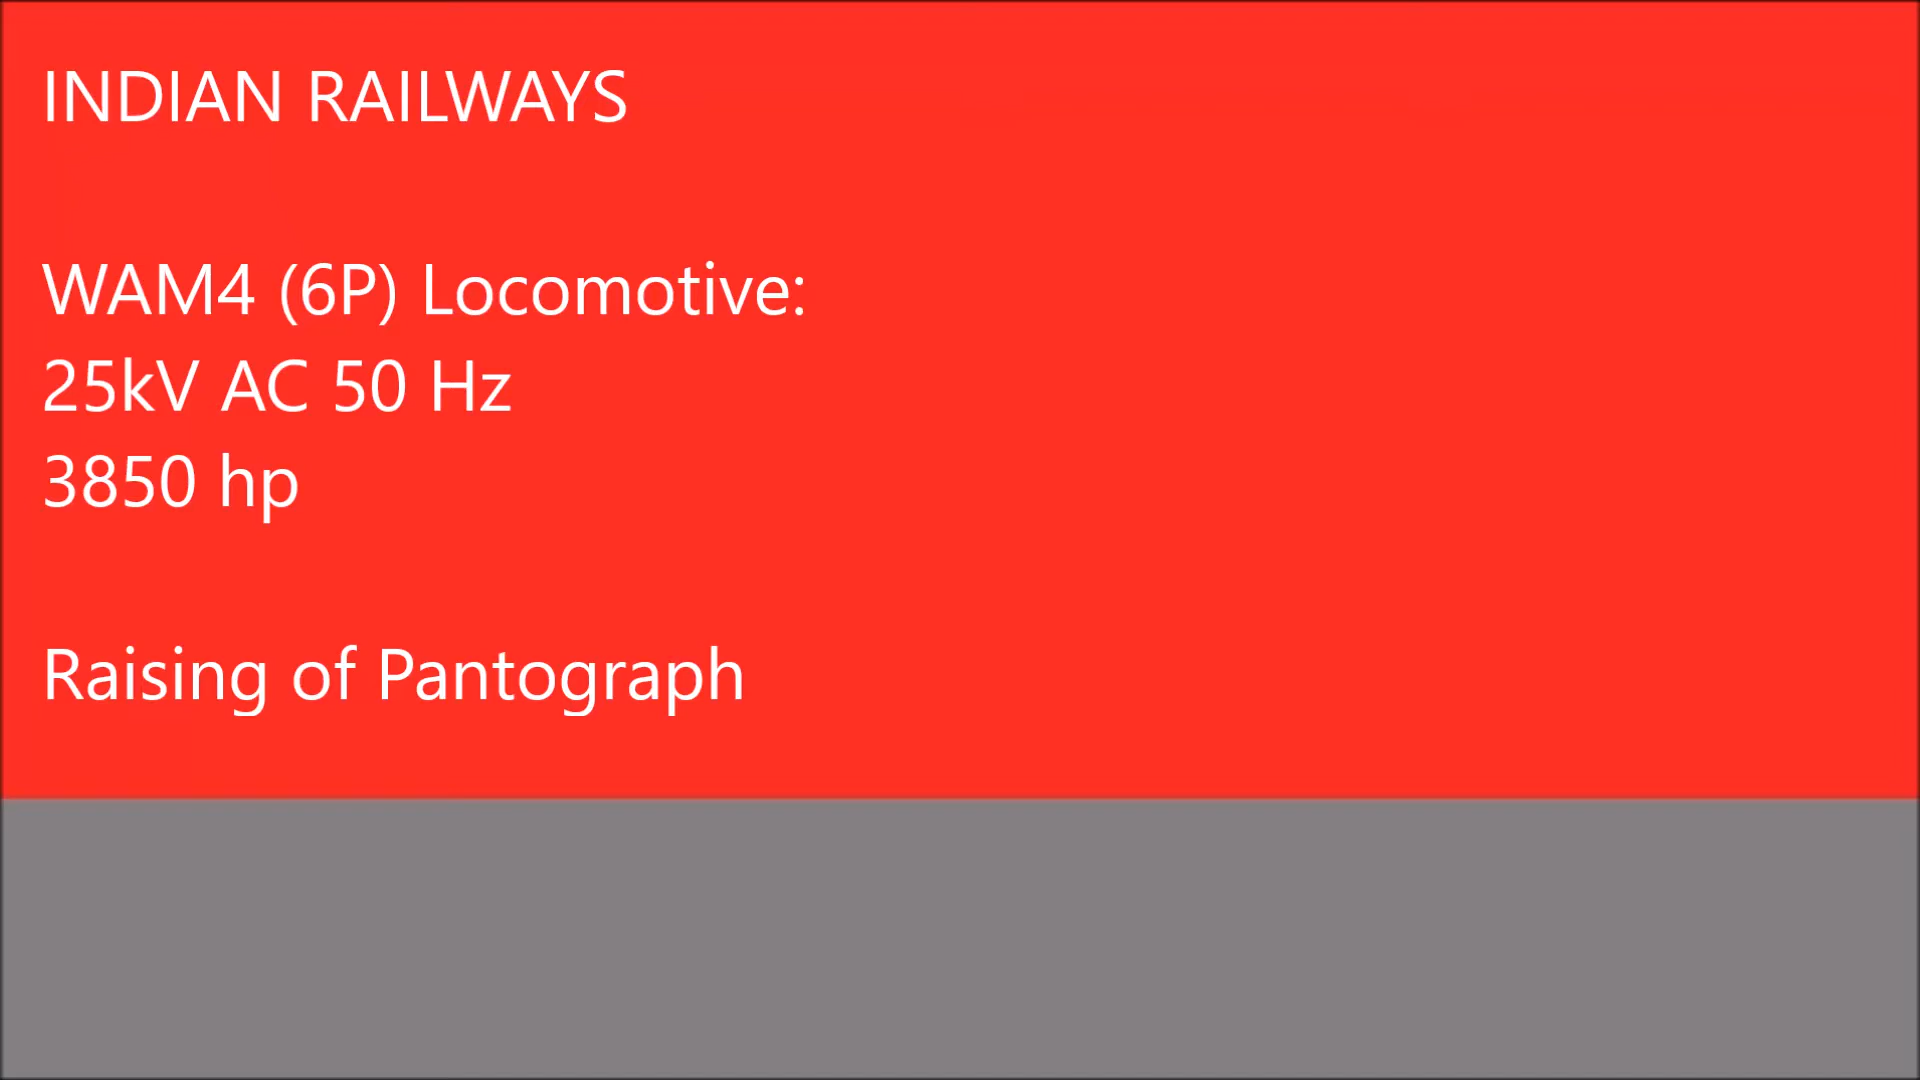 INDIAN RAILWAYS
WAM4 (6P) Locomotive:
25kV AC 50 Hz
3850 hp
Raising of Pantograph